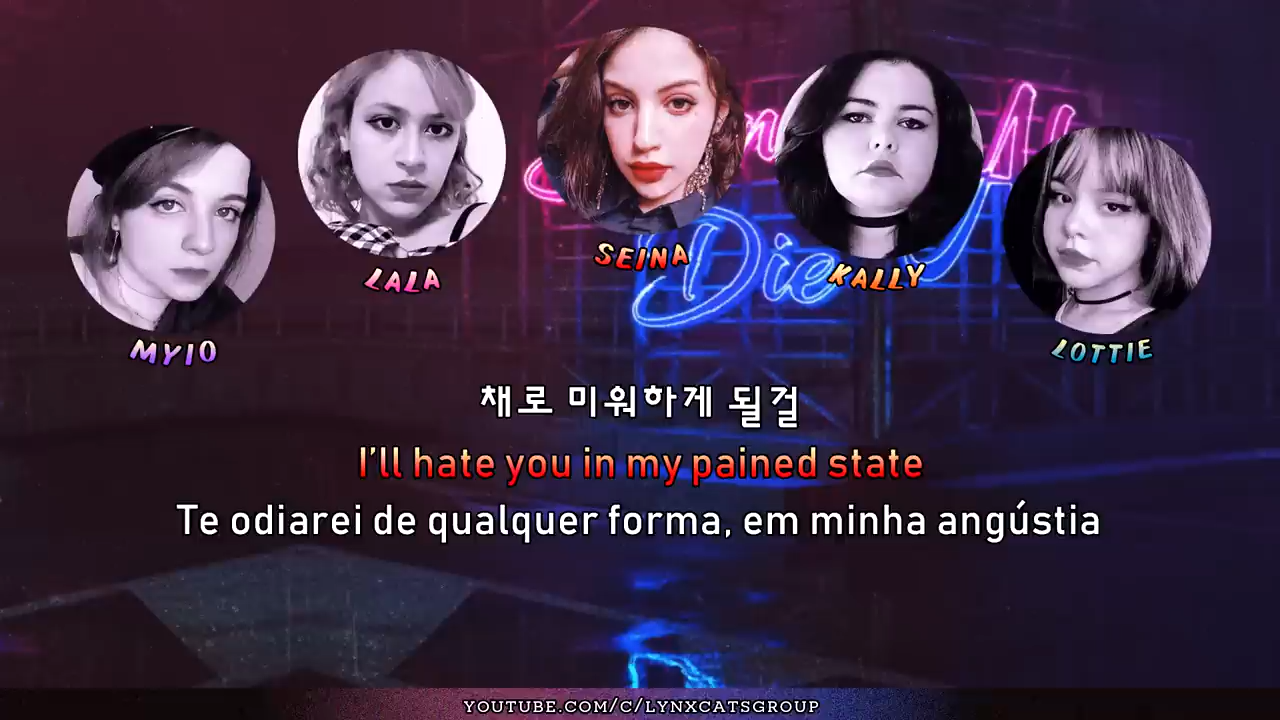 MYIO
LALA
SEINA
KALLY
LOTTIE
Die
채로 미워하게 될걸
I'll hate you in my pained state
Te odiarei de qualquer forma, em minha angústia
YOUTUBE.COM/C/LYNXCATSGROUP